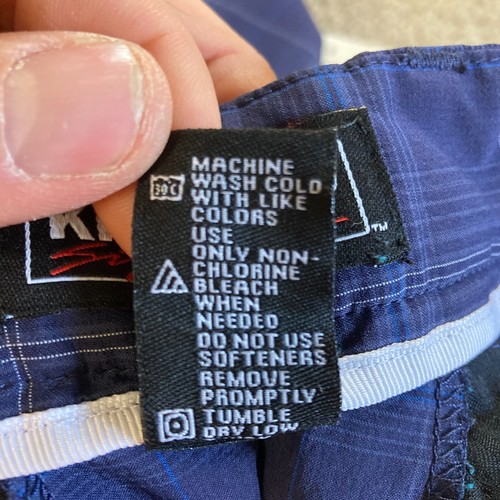 MACHINE
30°C WASH COLD
WITH LIKE
COLORS
USE
ONLY NON-
CHLORINE
BLEACH
WHEN
NEEDED
DO NOT USE
SOFTENERS
REMOVE
PROMPTLY
TUMBLE
DRY LOW
TM